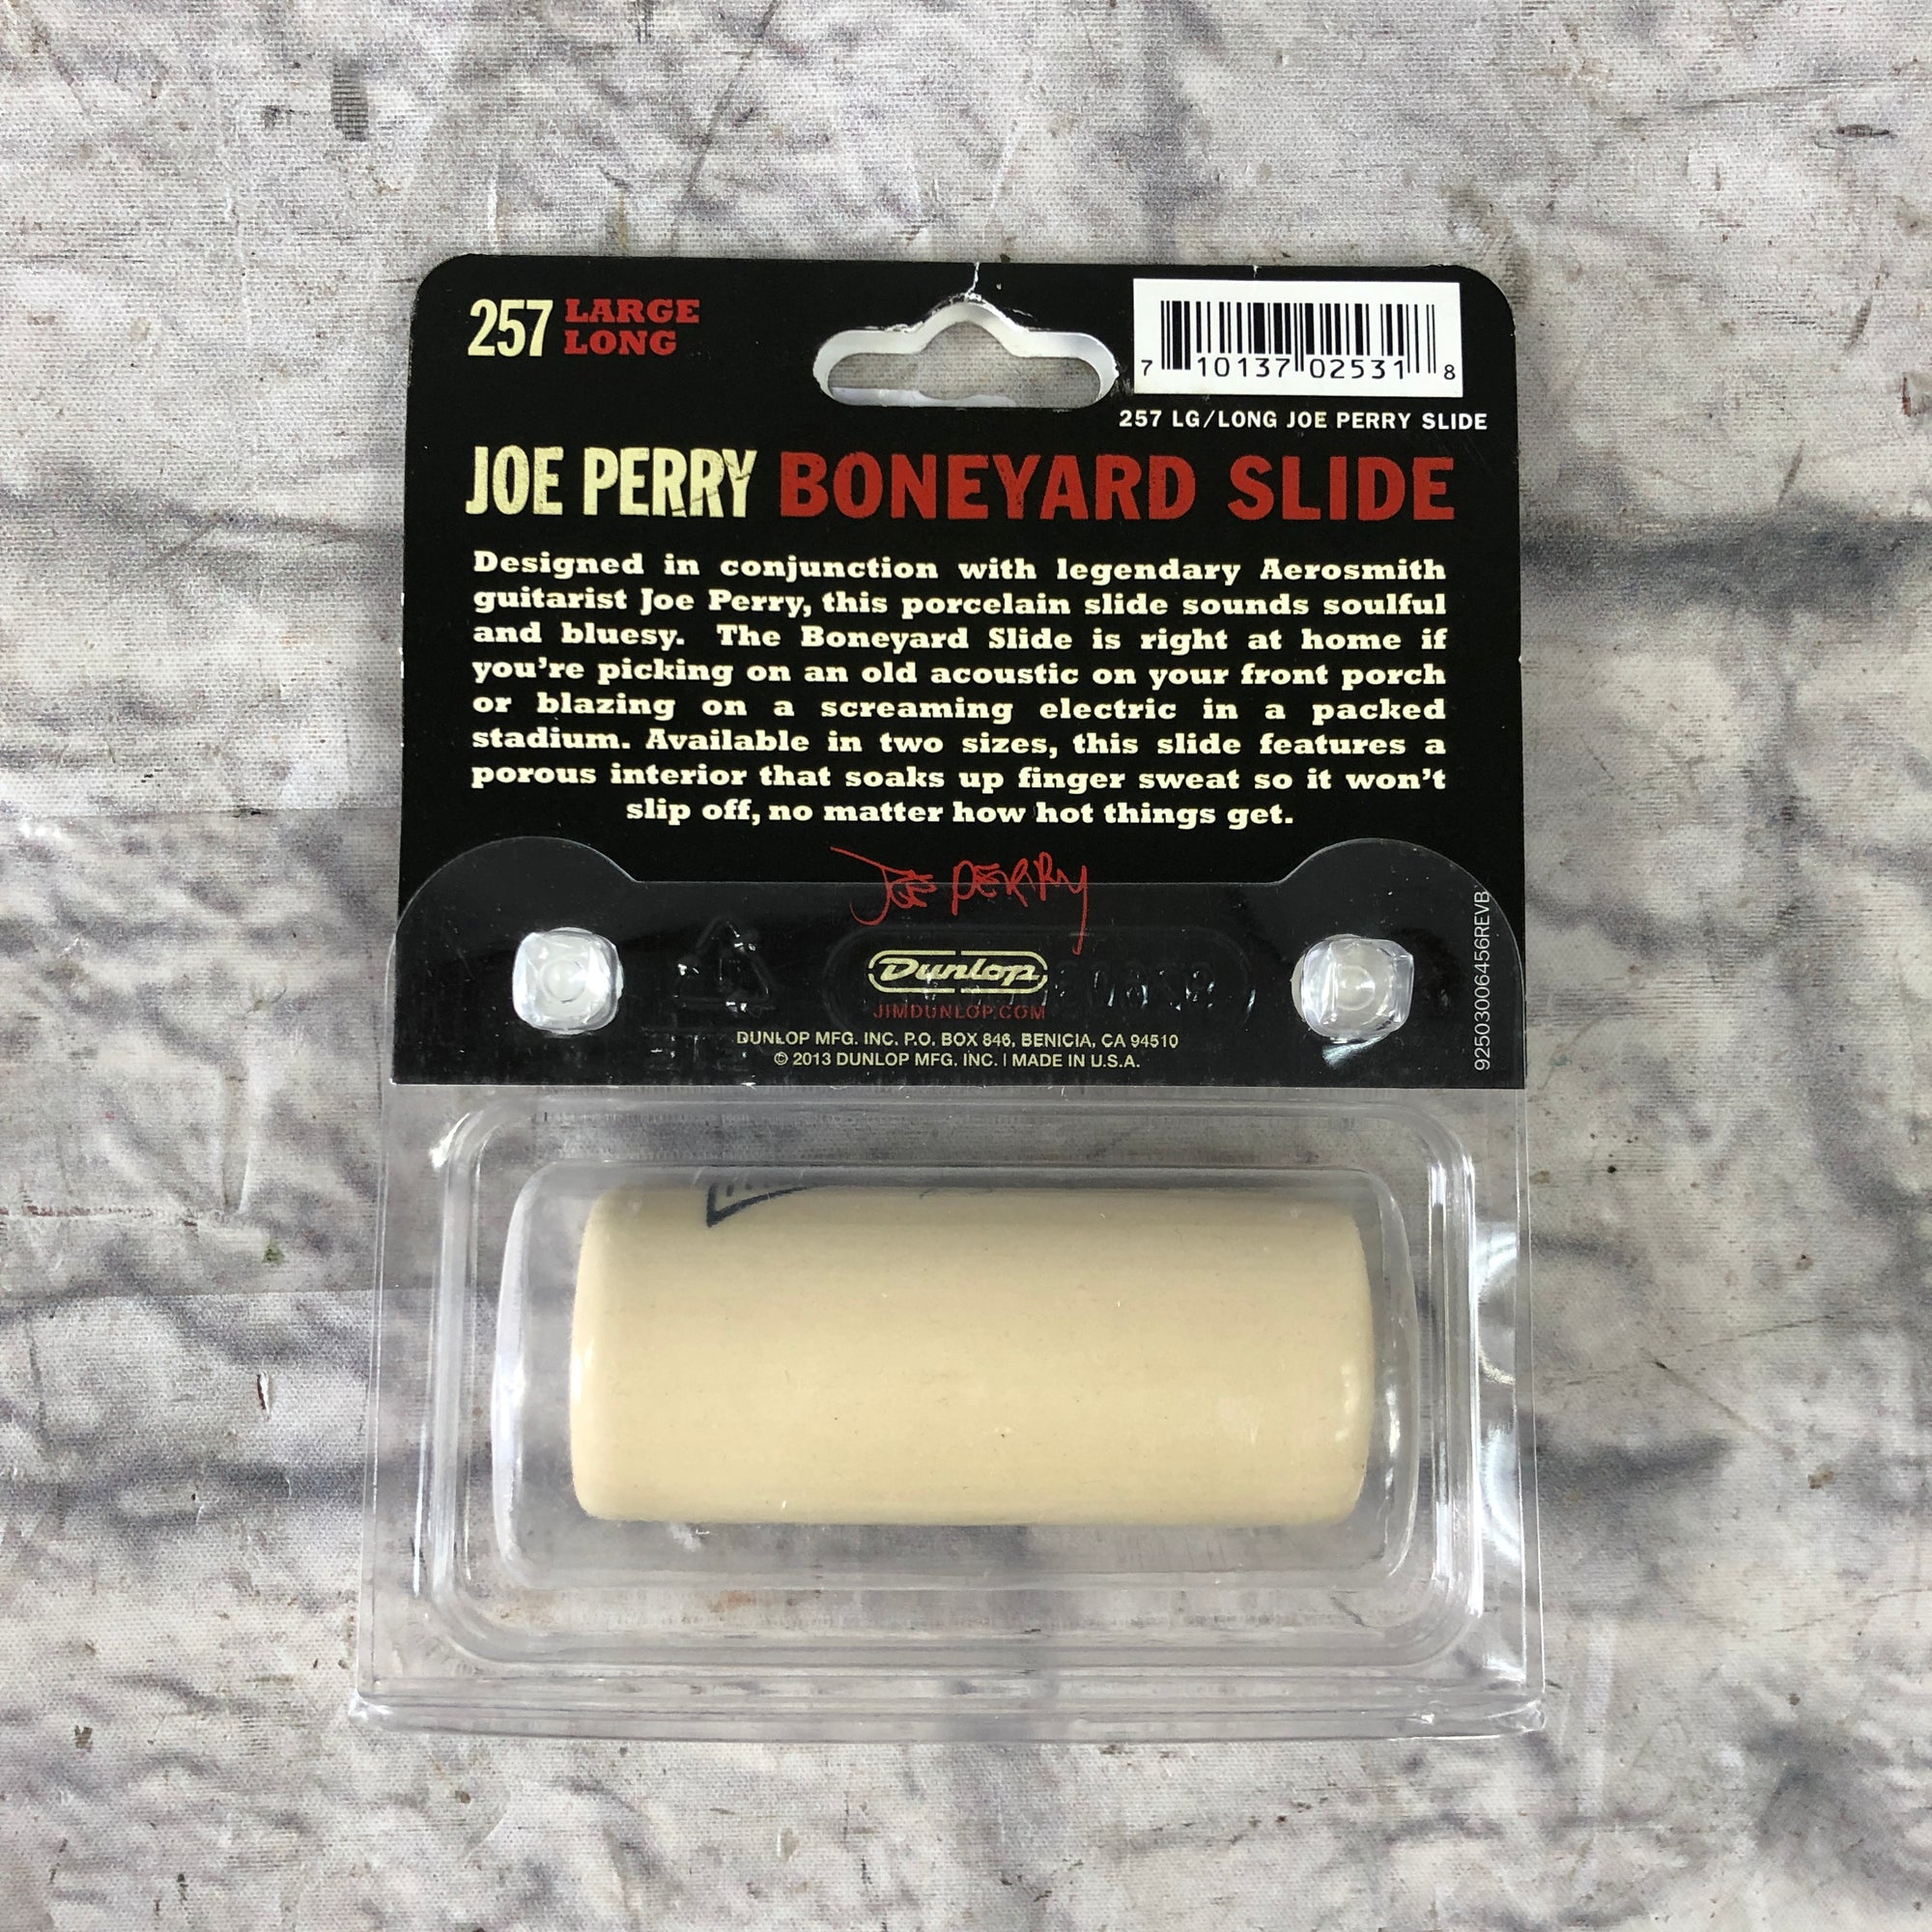 257 LARGE
LONG
7 10137 02531 8
257 LG/LONG JOE PERRY SLIDE
JOE PERRY BONEYARD SLIDE
Designed in conjunction with legendary Aerosmith
guitarist Joe Perry, this porcelain slide sounds soulful
and bluesy. The Boneyard Slide is right at home if
you're picking on an old acoustic on your front porch
or blazing on a screaming electric in a packed
stadium. Available in two sizes, this slide features a
porous interior that soaks up finger sweat so it won't
slip off, no matter how hot things get.
Joe Perry
Dunlop
JIMDUNLOP.COM
DUNLOP MFG. INC. P.O. BOX 846, BENICIA, CA 94510
© 2013 DUNLOP MFG. INC. | MADE IN U.S.A.
92503006456REVB